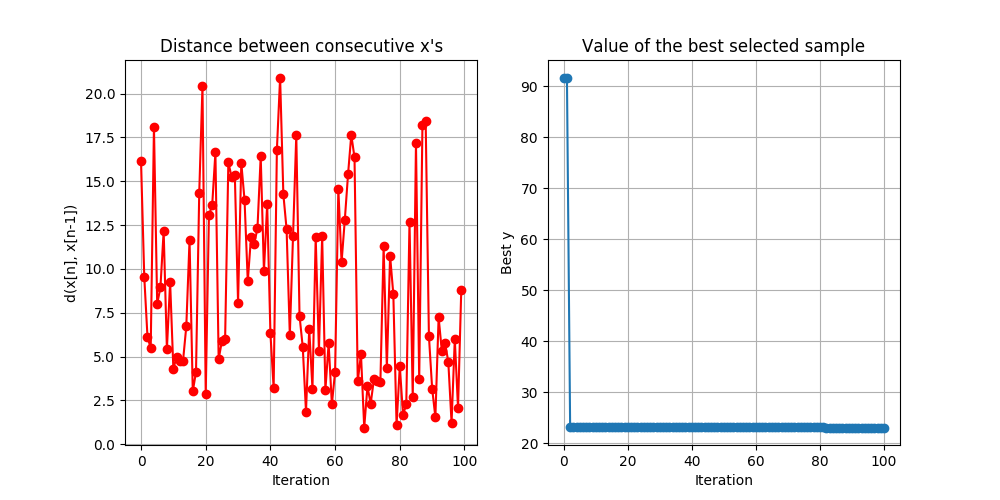 Distance between consecutive x's
d(x[n], x[n-1])
20.0
17.5
15.0
12.5
10.0
7.5
5.0
2.5
0.0
0 20 40 60 80 100
Iteration
Value of the best selected sample
Best y
90
80
70
60
50
40
30
20
0 20 40 60 80 100
Iteration